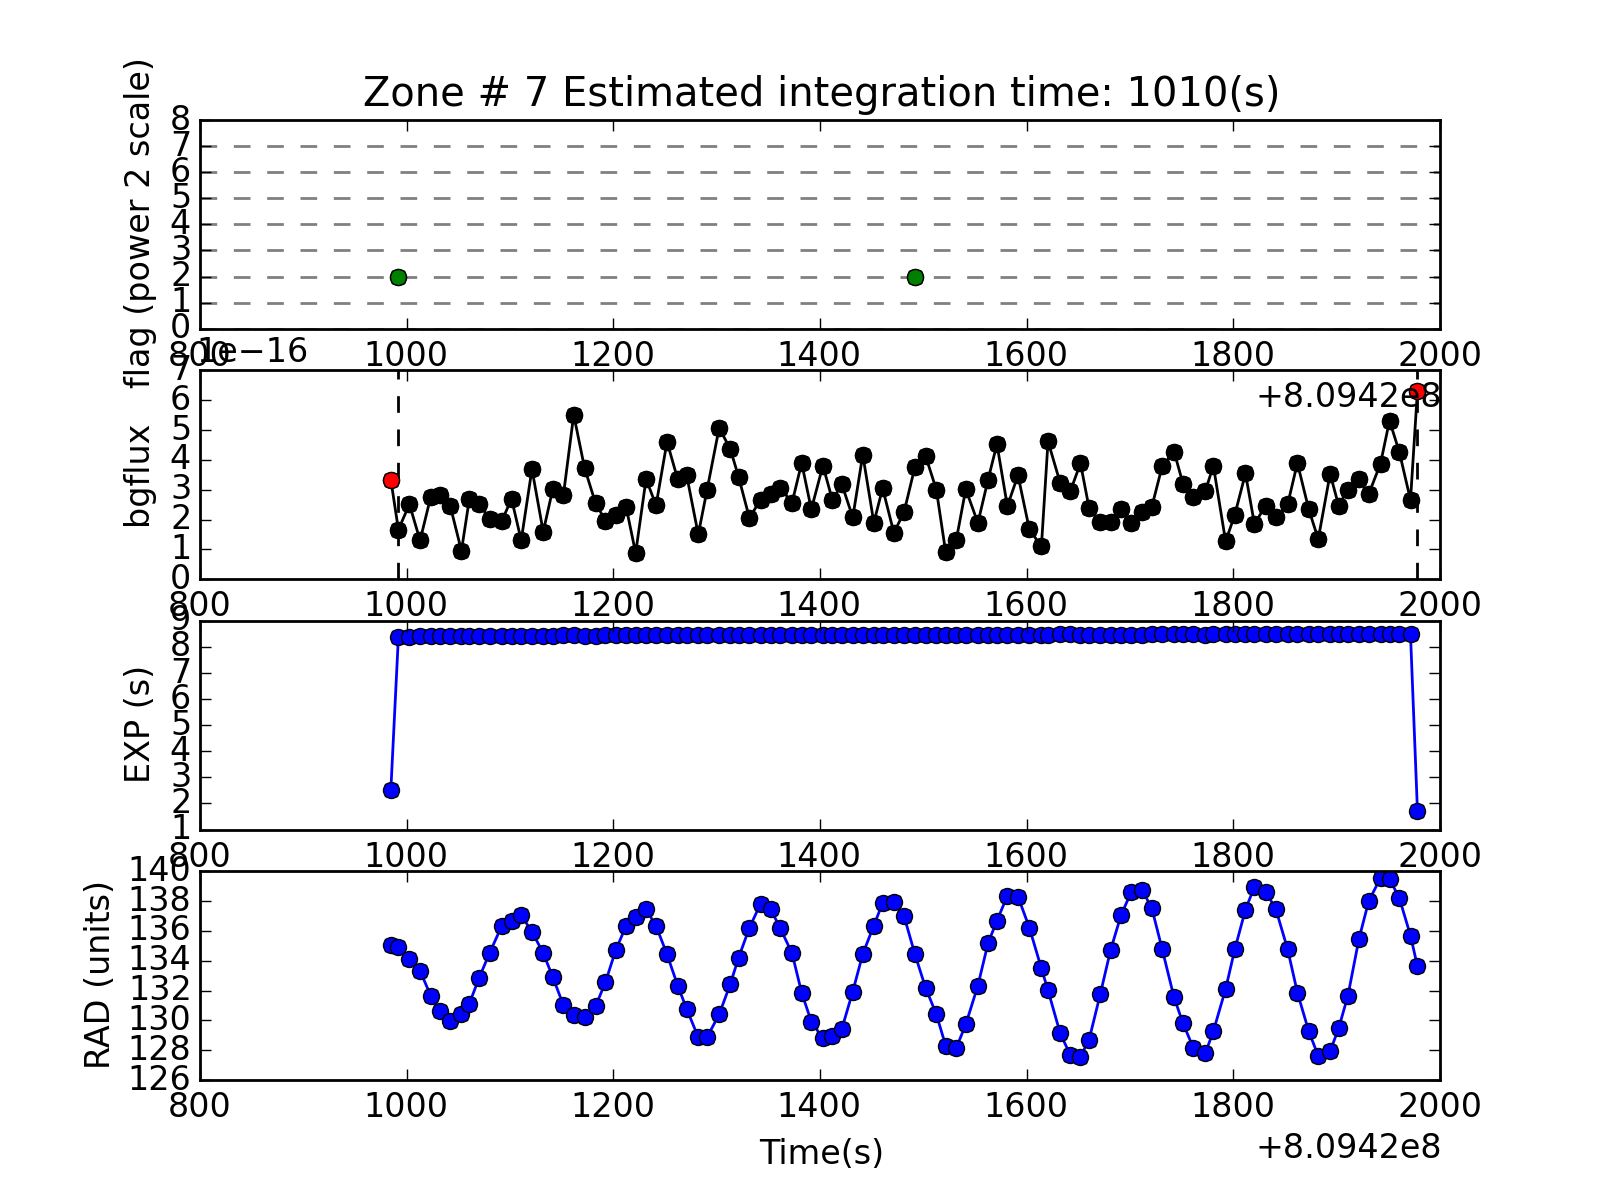 Zone # 7 Estimated integration time: 1010(s)
flag (power 2 scale)
8
7
6
5
4
3
2
1
0
800 1000 1200 1400 1600 1800 2000
+8.0942e8
1e−16
bgflux
7
6
5
4
3
2
1
0
800 1000 1200 1400 1600 1800 2000
EXP (s)
9
8
7
6
5
4
3
2
1
800 1000 1200 1400 1600 1800 2000
RAD (units)
140
138
136
134
132
130
128
126
800 1000 1200 1400 1600 1800 2000
Time(s)
+8.0942e8